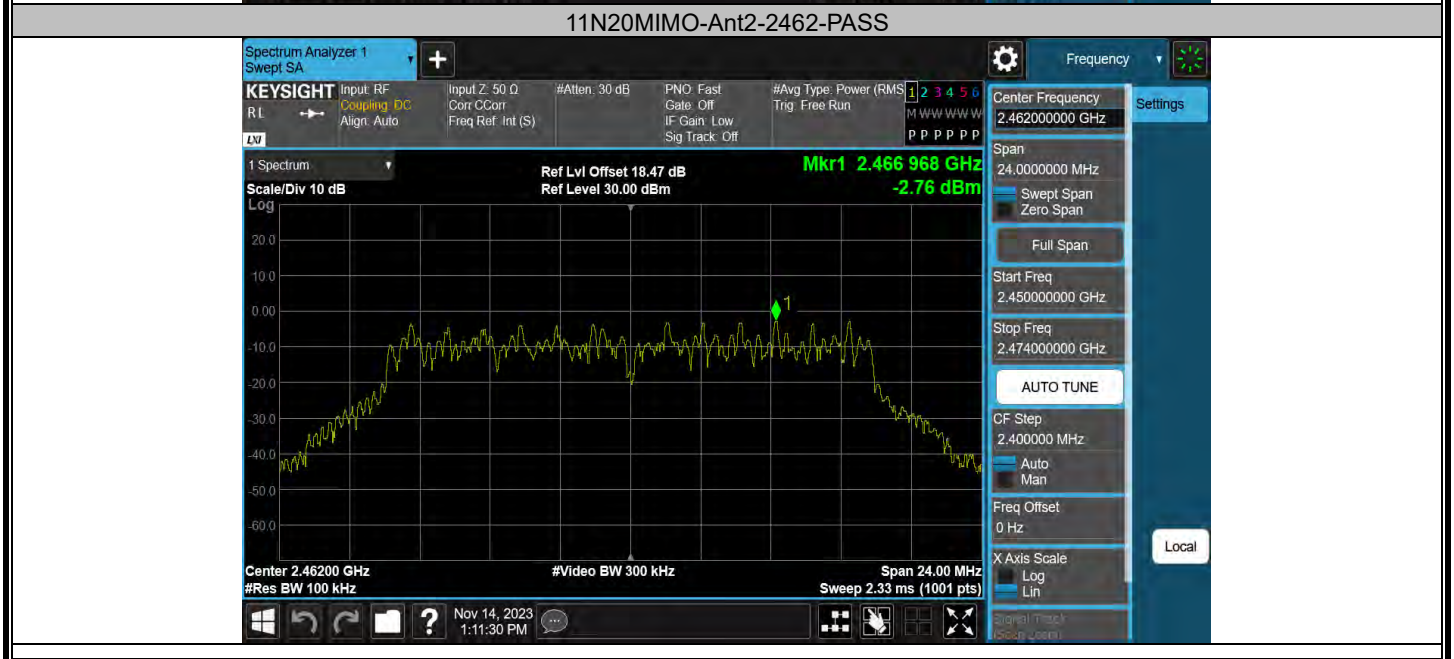 11N20MIMO-Ant2-2462-PASS
Spectrum Analyzer 1
Swept SA
+
Frequency
KEYSIGHT
RL
LXI
Input: RF
Coupling: DC
Align: Auto
Input Z: 50 Ω
Corr CCorr
Freq Ref: Int (S)
#Atten: 30 dB
PNO: Fast
Gate: Off
IF Gain: Low
Sig Track: Off
#Avg Type: Power (RMS
Trig: Free Run
1 2 3 4 5 6
M W W W W W
P P P P P P
Center Frequency
2.462000000 GHz
Settings
1 Spectrum
Scale/Div 10 dB
Log
Ref Lvl Offset 18.47 dB
Ref Level 30.00 dBm
Mkr1 2.466 968 GHz
-2.76 dBm
Span
24.0000000 MHz
Swept Span
Zero Span
Full Span
Start Freq
2.450000000 GHz
Stop Freq
2.474000000 GHz
AUTO TUNE
CF Step
2.400000 MHz
Auto
Man
Freq Offset
0 Hz
X Axis Scale
Log
Lin
Signal Track
(Span Zoom)
Local
20.0
10.0
0.00
-10.0
-20.0
-30.0
-40.0
-50.0
-60.0
1
Center 2.46200 GHz
#Res BW 100 kHz
#Video BW 300 kHz
Span 24.00 MHz
Sweep 2.33 ms (1001 pts)
?
Nov 14, 2023
1:11:30 PM